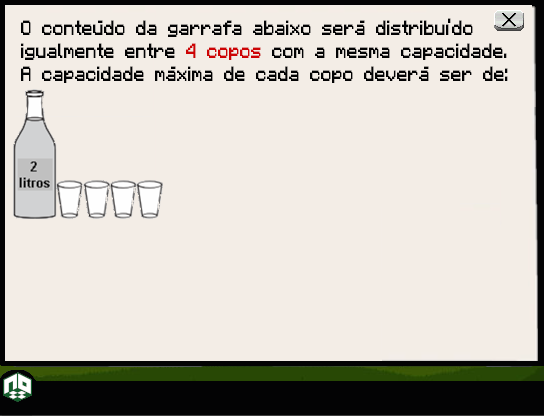 O conteúdo da garrafa abaixo será distribuído
igualmente entre 4 copos com a mesma capacidade.
A capacidade máxima de cada copo deverá ser de:
2
litros